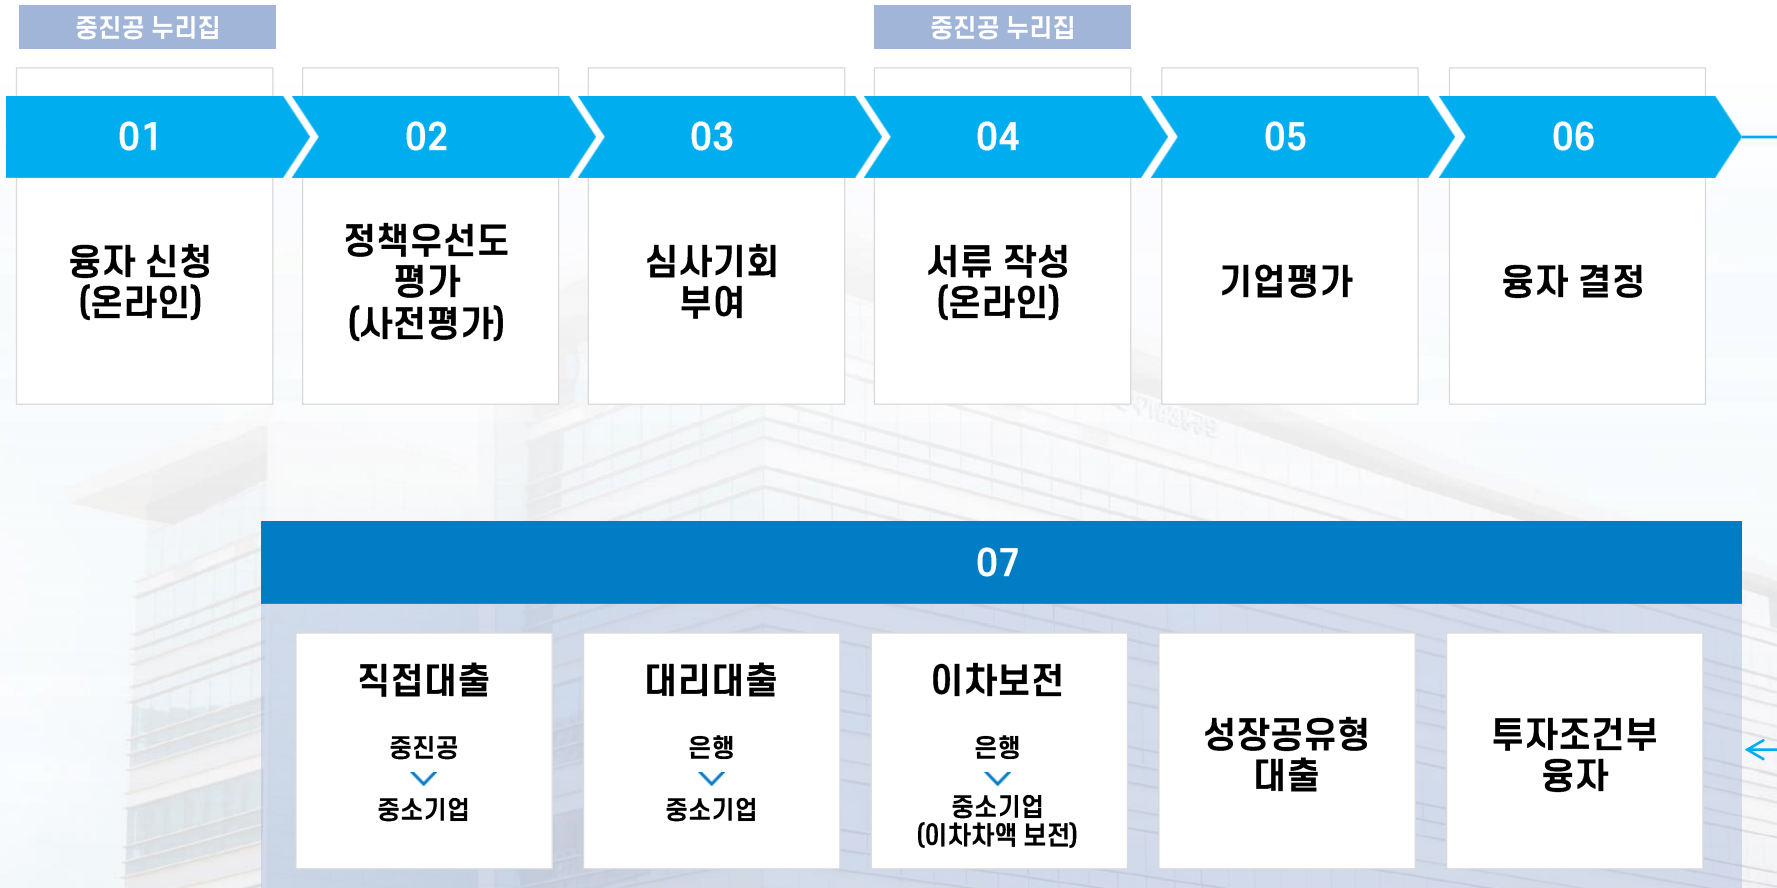 중진공 누리집
중진공 누리집
01
02
03
04
05
06
융자 신청
(온라인)
정책우선도
평가
(사전평가)
심사기회
부여
서류 작성
(온라인)
기업평가
융자 결정
07
직접대출
중진공
중소기업
대리대출
은행
중소기업
이차보전
은행
중소기업
(이차차액 보전)
성장공유형
대출
투자조건부
융자